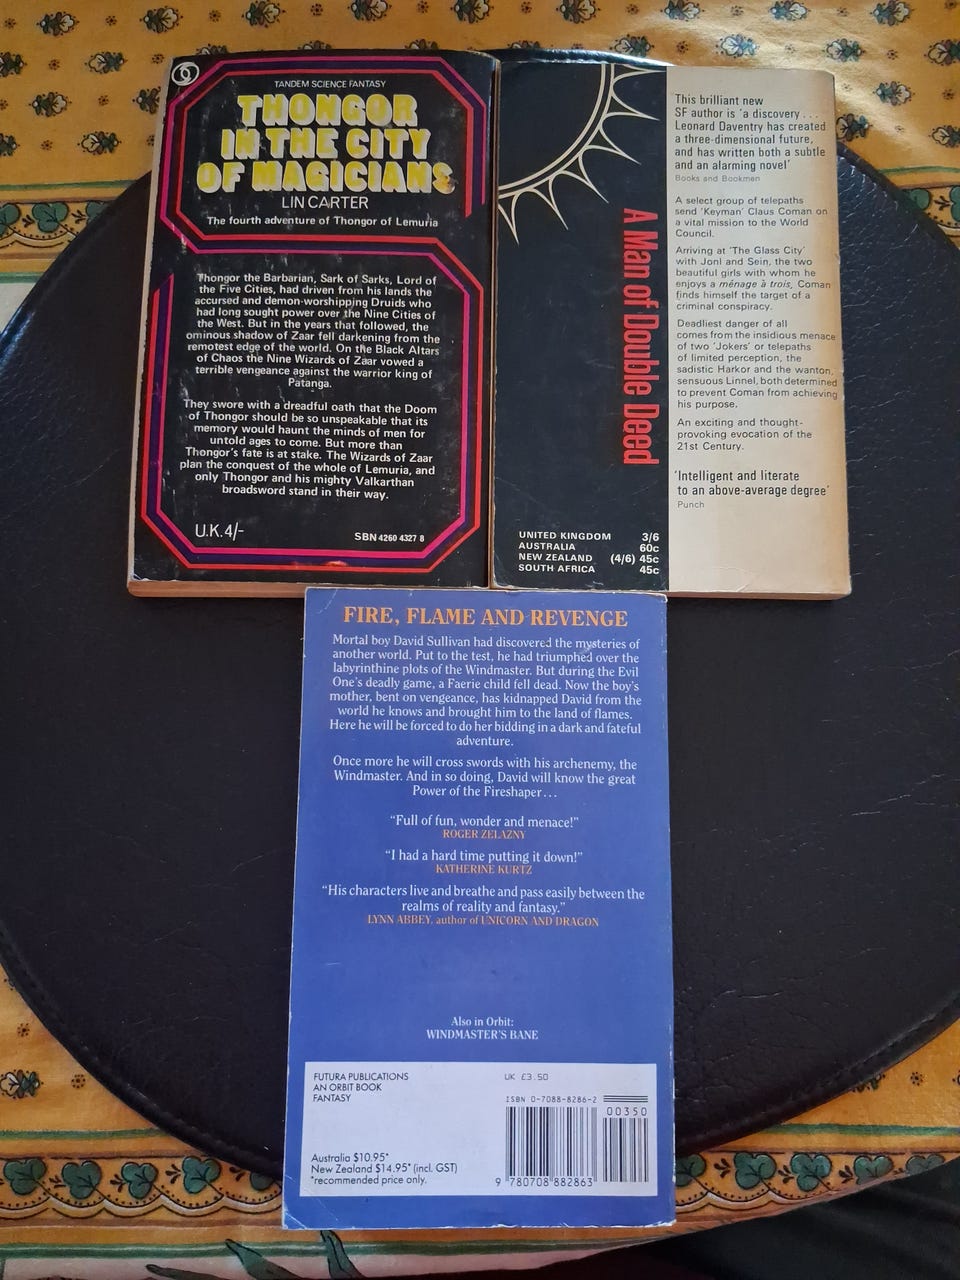 TANDEM SCIENCE FANTASY
THONGOR
IN THE CITY
OF MAGICIANS
LIN CARTER
The fourth adventure of Thongor of Lemuria
Thongor the Barbarian, Sark of Sarks, Lord of
the Five Cities, had driven from his lands the
accursed and demon-worshipping Druids who
had long sought power over the Nine Cities of
the West. But in the years that followed, the
ominous shadow of Zaar fell darkening from the
remotest edge of the world. On the Black Altars
of Chaos the Nine Wizards of Zaar vowed a
terrible vengeance against the warrior king of
Patanga.
They swore with a dreadful oath that the Doom
of Thongor should be so unspeakable that its
memory would haunt the minds of men for
untold ages to come. But more than
Thongor's fate is at stake. The Wizards of Zaar
plan the conquest of the whole of Lemuria, and
only Thongor and his mighty Valkarthan
broadsword stand in their way.
U.K. 4/-
SBN 4260 4327 8
A Man of Double Deed
UNITED KINGDOM 3/6
AUSTRALIA 60c
NEW ZEALAND (4/6) 45c
SOUTH AFRICA 45c
This brilliant new
SF author is 'a discovery . . .
Leonard Daventry has created
a three-dimensional future,
and has written both a subtle
and an alarming novel'
Books and Bookmen
A select group of telepaths
send 'Keyman' Claus Coman on
a vital mission to the World
Council.
Arriving at 'The Glass City'
with Jonl and Sein, the two
beautiful girls with whom he
enjoys a ménage à trois, Coman
finds himself the target of a
criminal conspiracy.
Deadliest danger of all
comes from the insidious menace
of two 'Jokers' or telepaths
of limited perception, the
sadistic Harkor and the wanton,
sensuous Linnel, both determined
to prevent Coman from achieving
his purpose.
An exciting and thought-
provoking evocation of the
21st Century.
'Intelligent and literate
to an above-average degree'
Punch
FIRE, FLAME AND REVENGE
Mortal boy David Sullivan had discovered the mysteries of
another world. Put to the test, he had triumphed over the
labyrinthine plots of the Windmaster. But during the Evil
One's deadly game, a Faerie child fell dead. Now the boy's
mother, bent on vengeance, has kidnapped David from the
world he knows and brought him to the land of flames.
Here he will be forced to do her bidding in a dark and fateful
adventure.
Once more he will cross swords with his archenemy, the
Windmaster. And in so doing, David will know the great
Power of the Fireshaper . . .
"Full of fun, wonder and menace!"
ROGER ZELAZNY
"I had a hard time putting it down!"
KATHERINE KURTZ
"His characters live and breathe and pass easily between the
realms of reality and fantasy."
LYNN ABBEY, author of UNICORN AND DRAGON
Also in Orbit:
WINDMASTER'S BANE
FUTURA PUBLICATIONS
AN ORBIT BOOK
FANTASY
UK £3.50
ISBN 0-7088-8286-2
00350
Australia $10.95*
New Zealand $14.95* (incl. GST)
*recommended price only.
9 780708 882863